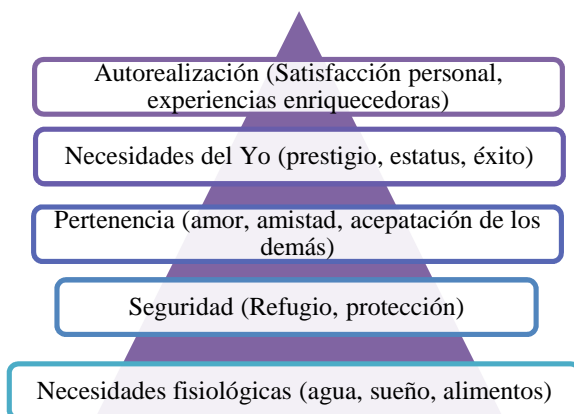 Autorealización (Satisfacción personal,
experiencias enriquecedoras)
Necesidades del Yo (prestigio, estatus, éxito)
Pertenencia (amor, amistad, acepatación de los
demás)
Seguridad (Refugio, protección)
Necesidades fisiológicas (agua, sueño, alimentos)